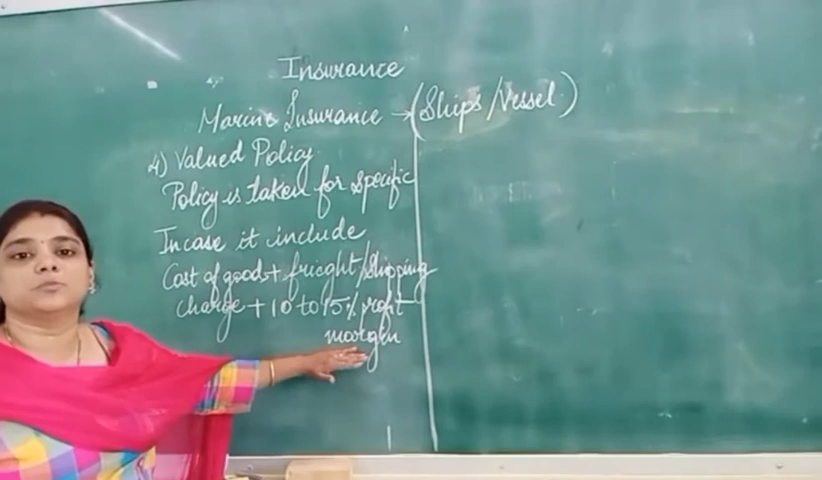 Insurance
Marine Insurance → (Ships/Vessel)
4) Valued Policy
Policy is taken for specific
Incase it include
Cost of goods + frieght/shipping
charge + 10 to 15% profit
margin